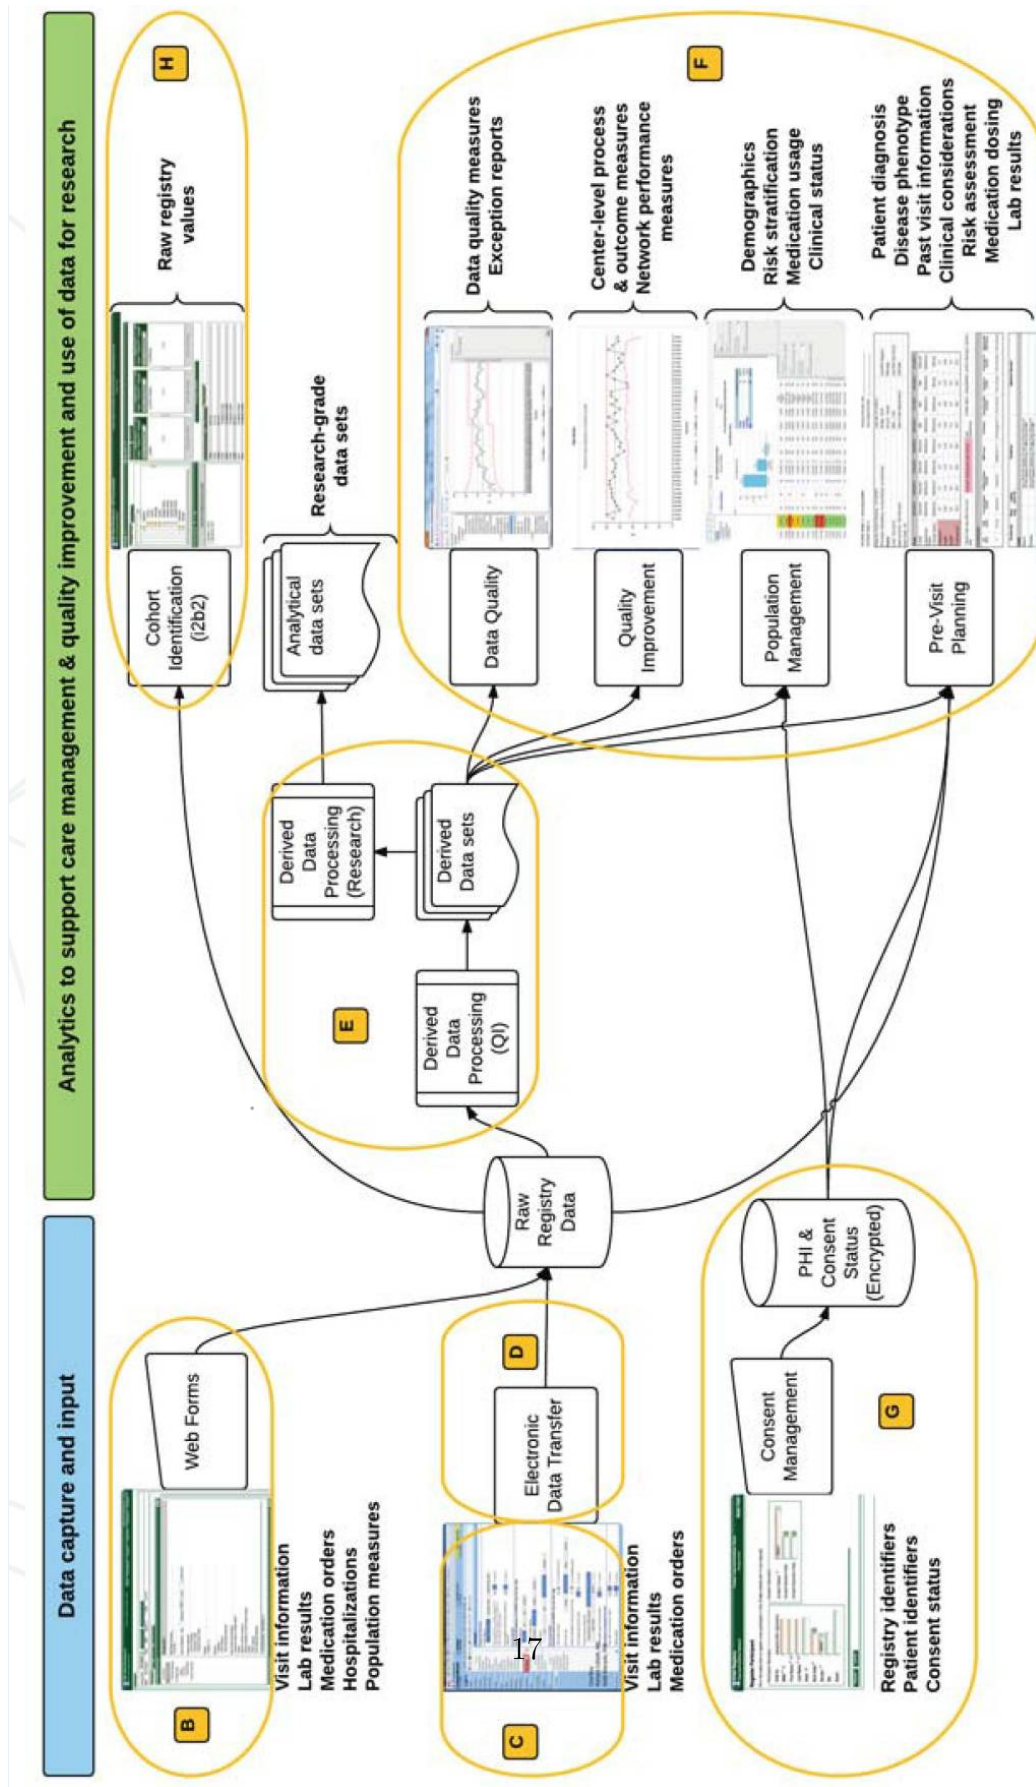 Data capture and input
Analytics to support care management & quality improvement and use of data for research
B
Web Forms
Visit information
Lab results
Medication orders
Hospitalizations
Population measures
C
D
Electronic
Data Transfer
Visit information
Lab results
Medication orders
17
G
Consent
Management
Registry identifiers
Patient identifiers
Consent status
PHI &
Consent
Status
(Encrypted)
Raw
Registry
Data
E
Derived
Data
Processing
(QI)
Derived
Data sets
Derived
Data
Processing
(Research)
Analytical
data sets
Research-grade
data sets
H
Cohort
Identification
(i2b2)
Raw registry
values
F
Data Quality
Data quality measures
Exception reports
Quality
Improvement
Center-level process
& outcome measures
Network performance
measures
Population
Management
Demographics
Risk stratification
Medication usage
Clinical status
Pre-Visit
Planning
Patient diagnosis
Disease phenotype
Past visit information
Clinical considerations
Risk assessment
Medication dosing
Lab results